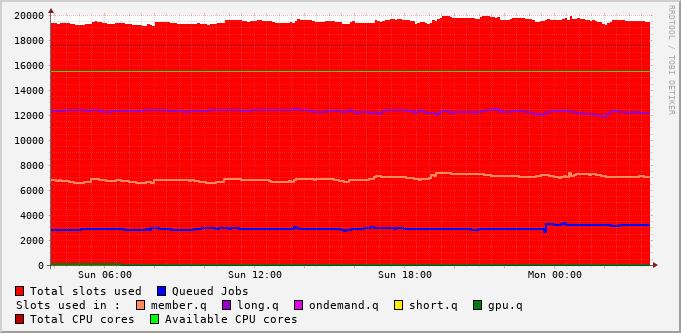 20000
18000
16000
14000
12000
10000
8000
6000
4000
2000
0
Sun 06:00 Sun 12:00 Sun 18:00 Mon 00:00
Total slots used Queued Jobs
Slots used in : member.q long.q ondemand.q short.q gpu.q
Total CPU cores Available CPU cores
RRDTOOL / TOBI OETIKER